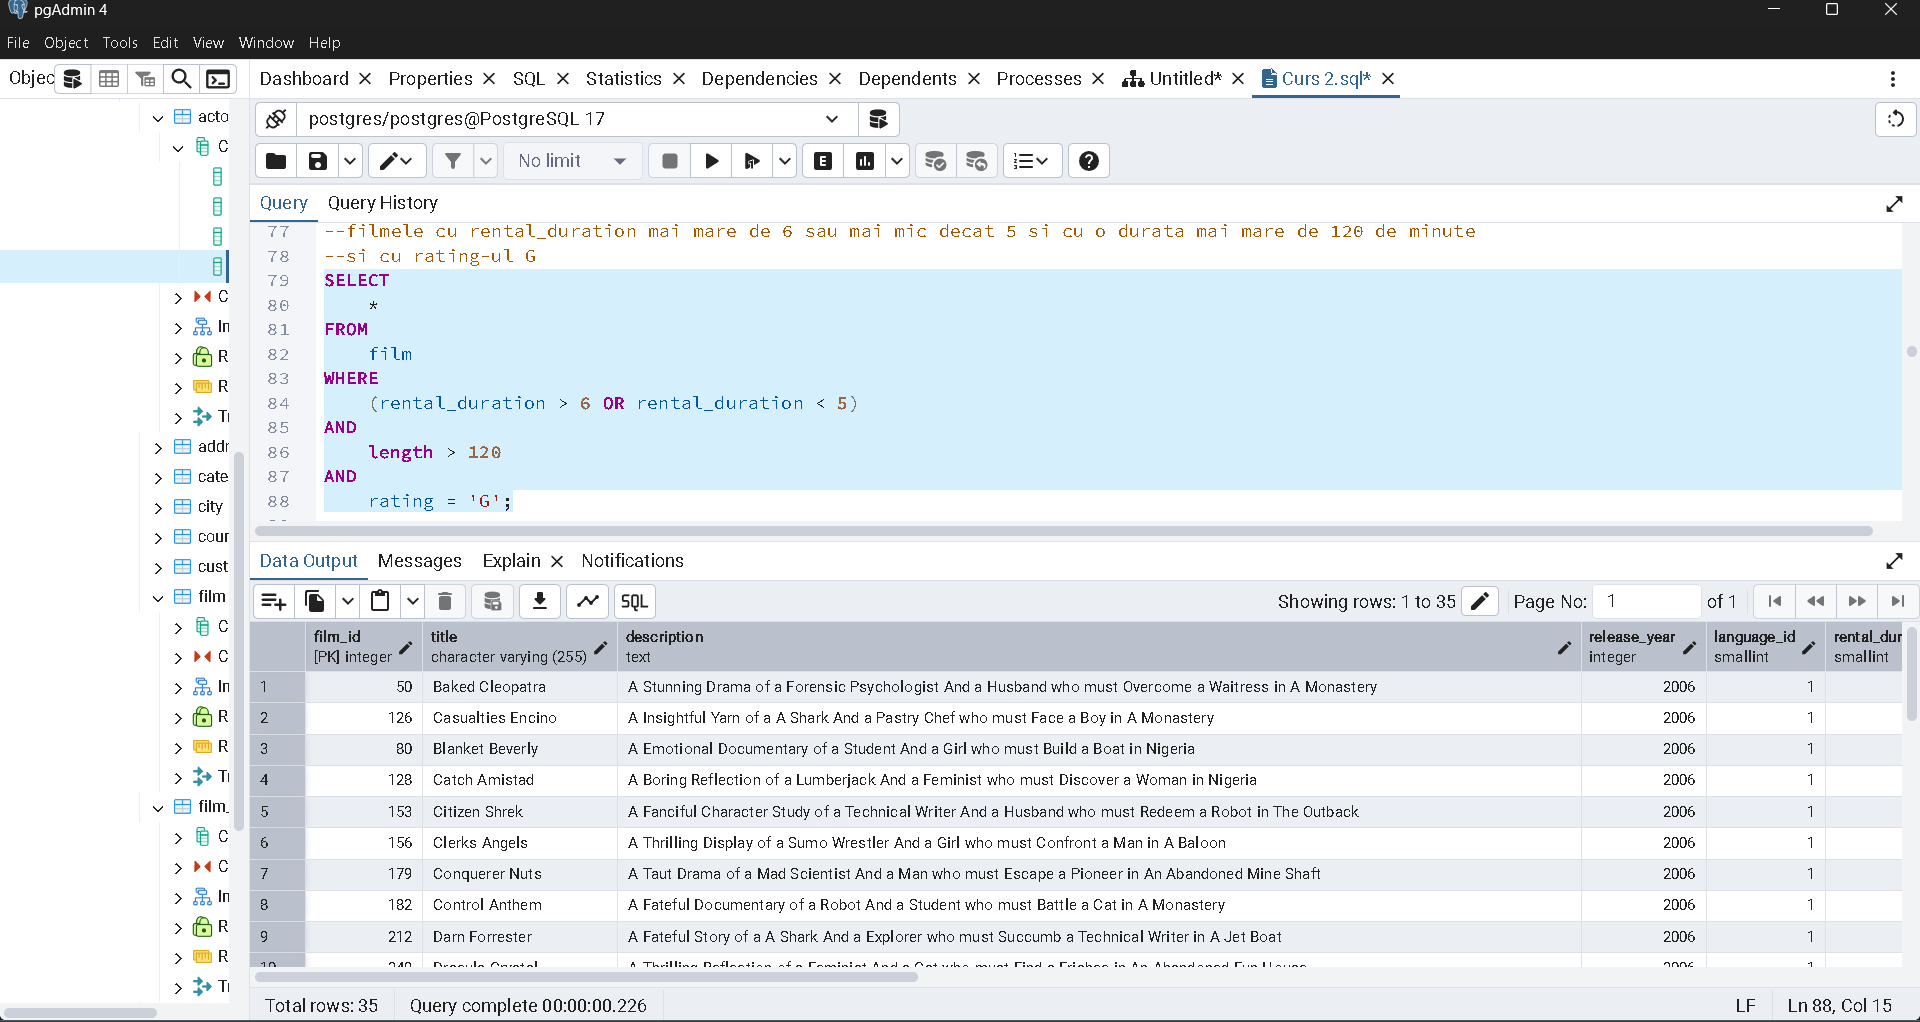 pgAdmin 4
File Object Tools Edit View Window Help
Objec Dashboard Properties SQL Statistics Dependencies Dependents Processes Untitled* Curs 2.sql*
postgres/postgres@PostgreSQL 17
No limit
Query Query History
77 --filmele cu rental_duration mai mare de 6 sau mai mic decat 5 si cu o durata mai mare de 120 de minute
78 --si cu rating-ul G
79 SELECT
80 *
81 FROM
82 film
83 WHERE
84 (rental_duration > 6 OR rental_duration < 5)
85 AND
86 length > 120
87 AND
88 rating = 'G';
acto
C
C
In
R
R
Tr
addr
cate
city
cour
cust
film
C
C
In
R
R
Tr
film_
C
C
In
R
R
Tr
Data Output Messages Explain Notifications
SQL Showing rows: 1 to 35 Page No: 1 of 1
film_id title description release_year language_id rental_dur
[PK] integer character varying (255) text integer smallint smallint
1 50 Baked Cleopatra A Stunning Drama of a Forensic Psychologist And a Husband who must Overcome a Waitress in A Monastery 2006 1
2 126 Casualties Encino A Insightful Yarn of a A Shark And a Pastry Chef who must Face a Boy in A Monastery 2006 1
3 80 Blanket Beverly A Emotional Documentary of a Student And a Girl who must Build a Boat in Nigeria 2006 1
4 128 Catch Amistad A Boring Reflection of a Lumberjack And a Feminist who must Discover a Woman in Nigeria 2006 1
5 153 Citizen Shrek A Fanciful Character Study of a Technical Writer And a Husband who must Redeem a Robot in The Outback 2006 1
6 156 Clerks Angels A Thrilling Display of a Sumo Wrestler And a Girl who must Confront a Man in A Baloon 2006 1
7 179 Conquerer Nuts A Taut Drama of a Mad Scientist And a Man who must Escape a Pioneer in An Abandoned Mine Shaft 2006 1
8 182 Control Anthem A Fateful Documentary of a Robot And a Student who must Battle a Cat in A Monastery 2006 1
9 212 Darn Forrester A Fateful Story of a A Shark And a Explorer who must Succumb a Technical Writer in A Jet Boat 2006 1
Total rows: 35 Query complete 00:00:00.226 LF Ln 88, Col 15